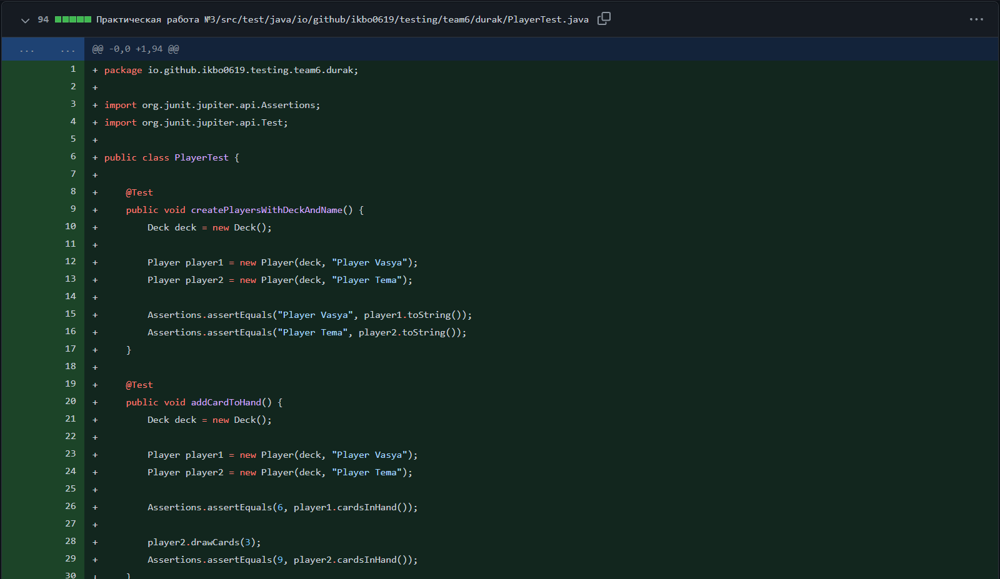 94 Практическая работа №3/src/test/java/io/github/ikbo0619/testing/team6/durak/PlayerTest.java ...
... ... @@ -0,0 +1,94 @@
1 + package io.github.ikbo0619.testing.team6.durak;
2 +
3 + import org.junit.jupiter.api.Assertions;
4 + import org.junit.jupiter.api.Test;
5 +
6 + public class PlayerTest {
7 +
8 +     @Test
9 +     public void createPlayersWithDeckAndName() {
10 +         Deck deck = new Deck();
11 +
12 +         Player player1 = new Player(deck, "Player Vasya");
13 +         Player player2 = new Player(deck, "Player Tema");
14 +
15 +         Assertions.assertEquals("Player Vasya", player1.toString());
16 +         Assertions.assertEquals("Player Tema", player2.toString());
17 +     }
18 +
19 +     @Test
20 +     public void addCardToHand() {
21 +         Deck deck = new Deck();
22 +
23 +         Player player1 = new Player(deck, "Player Vasya");
24 +         Player player2 = new Player(deck, "Player Tema");
25 +
26 +         Assertions.assertEquals(6, player1.cardsInHand());
27 +
28 +         player2.drawCards(3);
29 +         Assertions.assertEquals(9, player2.cardsInHand());
30 +     }